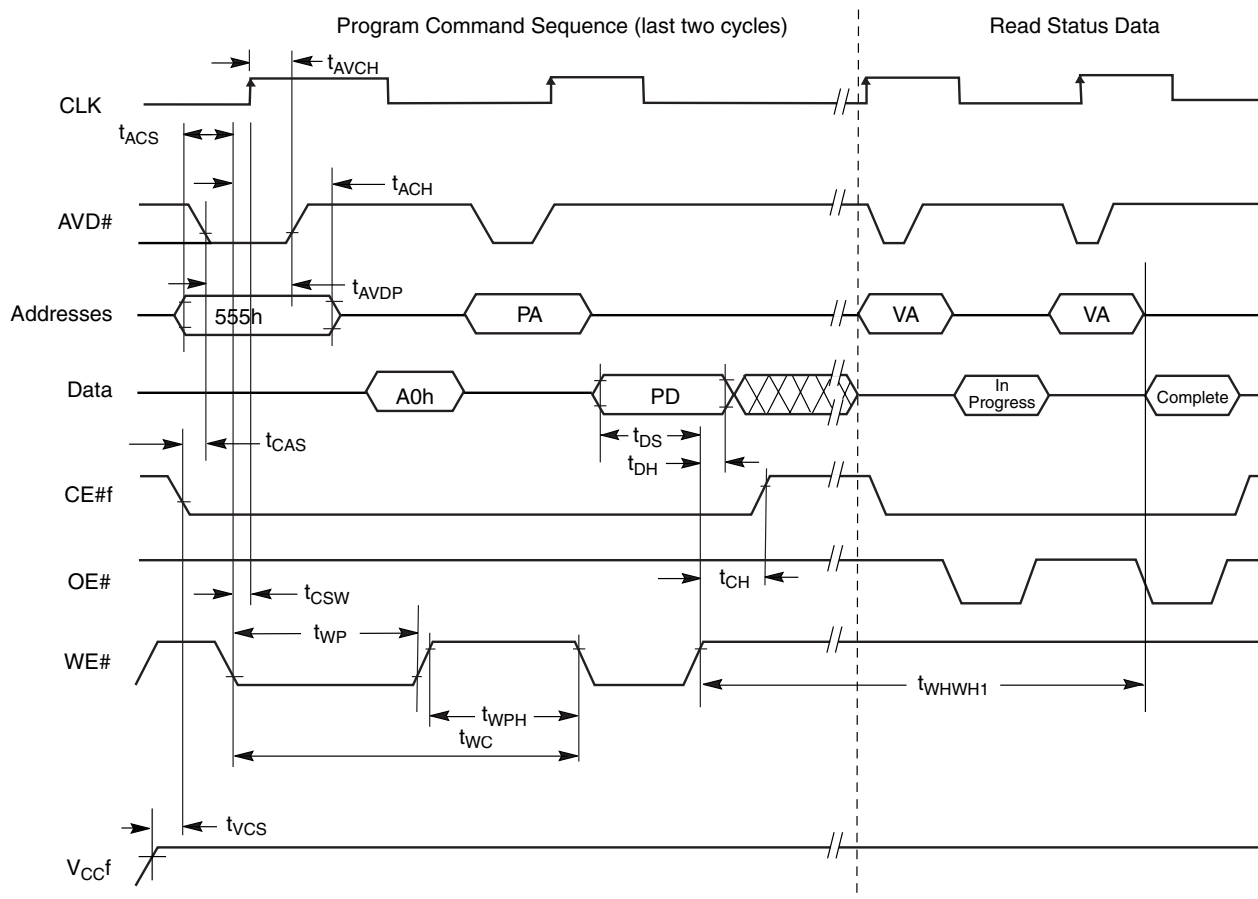 Program Command Sequence (last two cycles)
Read Status Data
tAVCH
CLK
tACS
tACH
AVD#
tAVDP
Addresses
555h
PA
VA
VA
Data
A0h
PD
In
Progress
Complete
tCAS
tDS
tDH
CE#f
OE#
tCH
tCSW
tWP
WE#
tWHWH1
tWPH
tWC
tVCS
VCCf